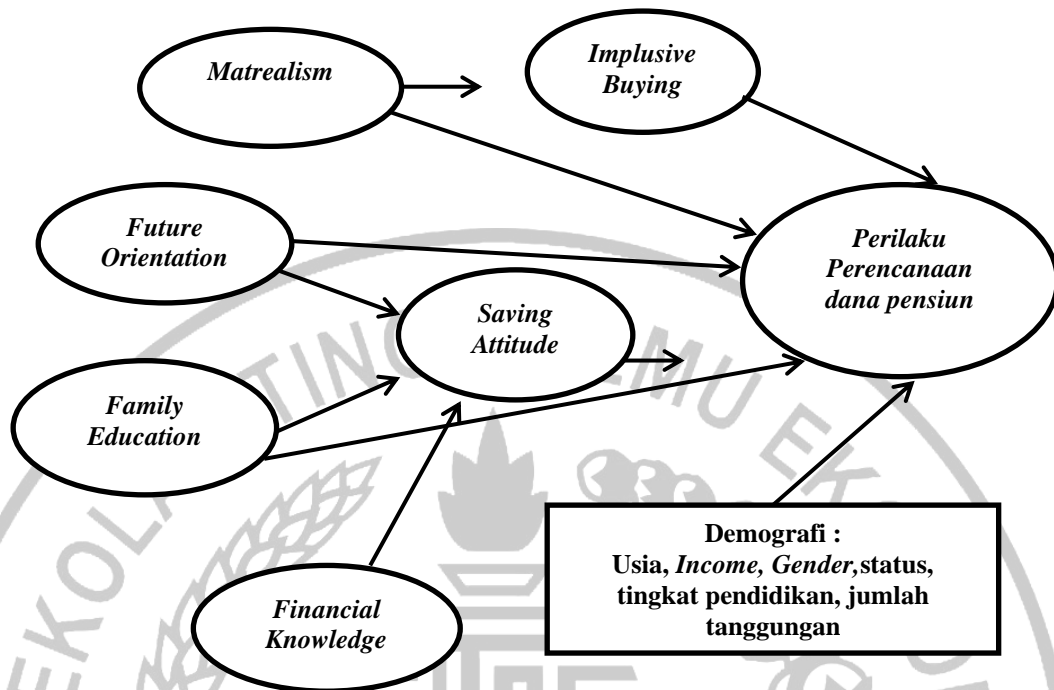 Matrealism
Implusive
Buying
Future
Orientation
Perilaku
Perencanaan
dana pensiun
Saving
Attitude
Family
Education
Financial
Knowledge
Demografi :
Usia, Income, Gender,status,
tingkat pendidikan, jumlah
tanggungan